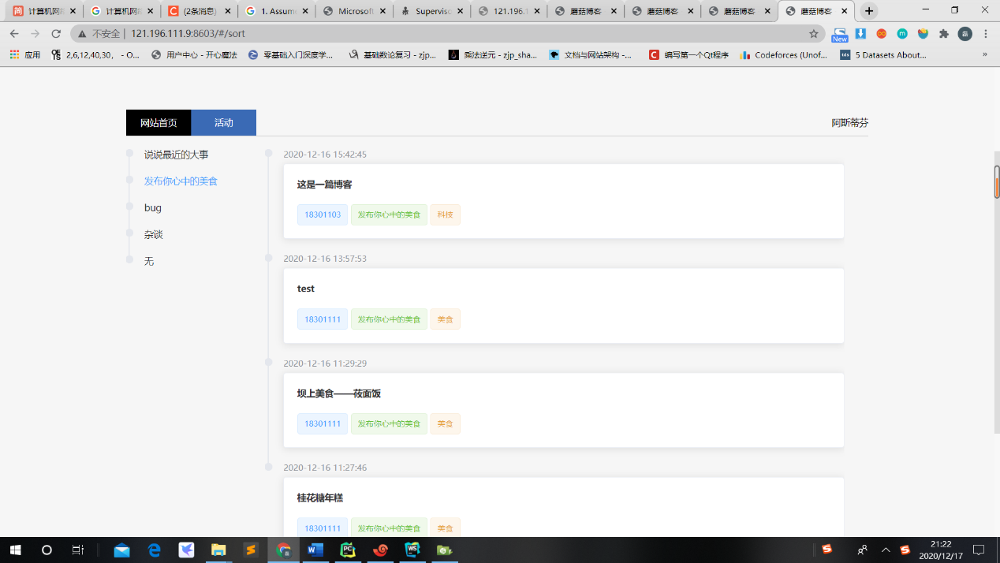 计算机网络
计算机网络
(2条消息)
1. Assume
Microsoft
Supervisc
121.196.1
蘑菇博客
蘑菇博客
蘑菇博客
蘑菇博客
不安全 | 121.196.111.9:8603/#/sort
New
磊
应用
2,6,12,40,30, - O...
用户中心 - 开心魔法
零基础入门深度学...
基础数论复习 - zjp...
乘法逆元 - zjp_sha...
文档与网站架构 -...
编写第一个Qt程序
Codeforces (Unof...
5 Datasets About...
»
网站首页
活动
阿斯蒂芬
说说最近的大事
发布你心中的美食
bug
杂谈
无
2020-12-16 15:42:45
这是一篇博客
18301103 发布你心中的美食 科技
2020-12-16 13:57:53
test
18301111 发布你心中的美食 美食
2020-12-16 11:29:29
坝上美食——莜面饭
18301111 发布你心中的美食 美食
2020-12-16 11:27:46
桂花糖年糕
18301111 发布你心中的美食 美食
21:22
2020/12/17